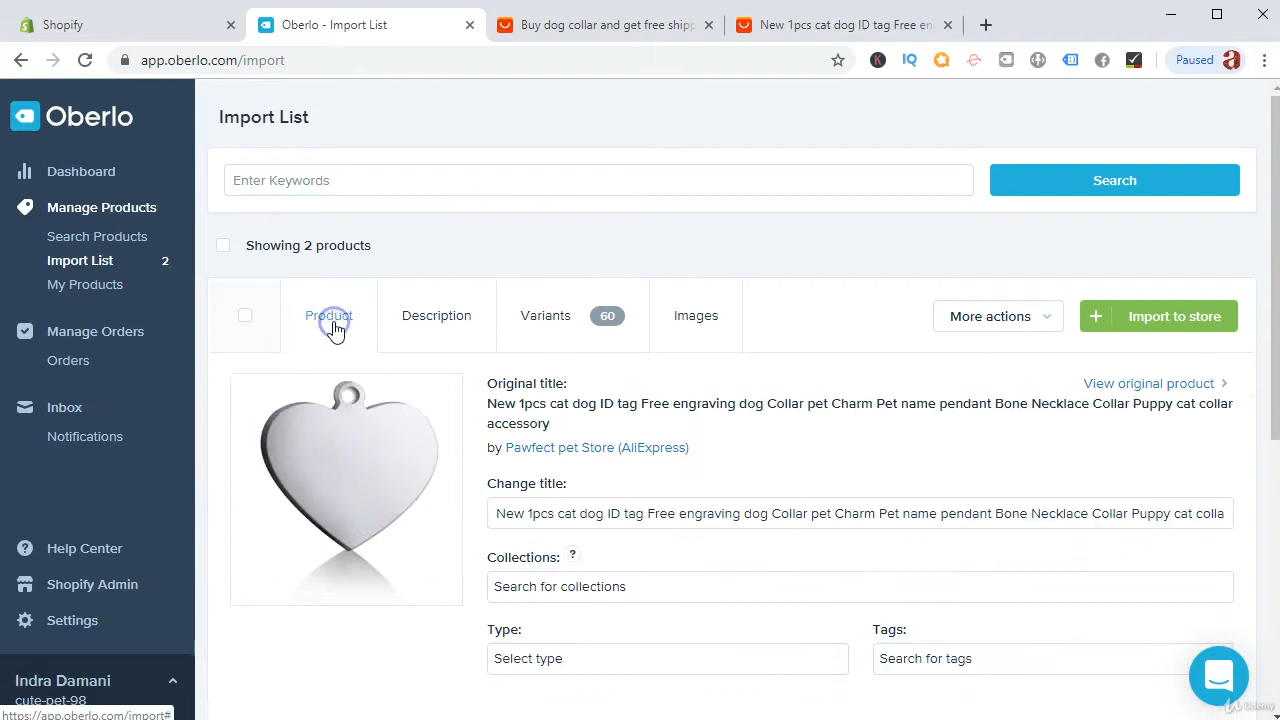 Shopify
Oberlo - Import List
Buy dog collar and get free shipp
New 1pcs cat dog ID tag Free en
app.oberlo.com/import
Paused
Oberlo
Dashboard
Manage Products
Search Products
Import List 2
My Products
Manage Orders
Orders
Inbox
Notifications
Help Center
Shopify Admin
Settings
Indra Damani
cute-pet-98
https://app.oberlo.com/import#
Import List
Enter Keywords
Search
Showing 2 products
Product
Description
Variants 60
Images
More actions
+ Import to store
Original title:
View original product
New 1pcs cat dog ID tag Free engraving dog Collar pet Charm Pet name pendant Bone Necklace Collar Puppy cat collar
accessory
by Pawfect pet Store (AliExpress)
Change title:
New 1pcs cat dog ID tag Free engraving dog Collar pet Charm Pet name pendant Bone Necklace Collar Puppy cat colla
Collections: ?
Search for collections
Type:
Select type
Tags:
Search for tags
Udemy